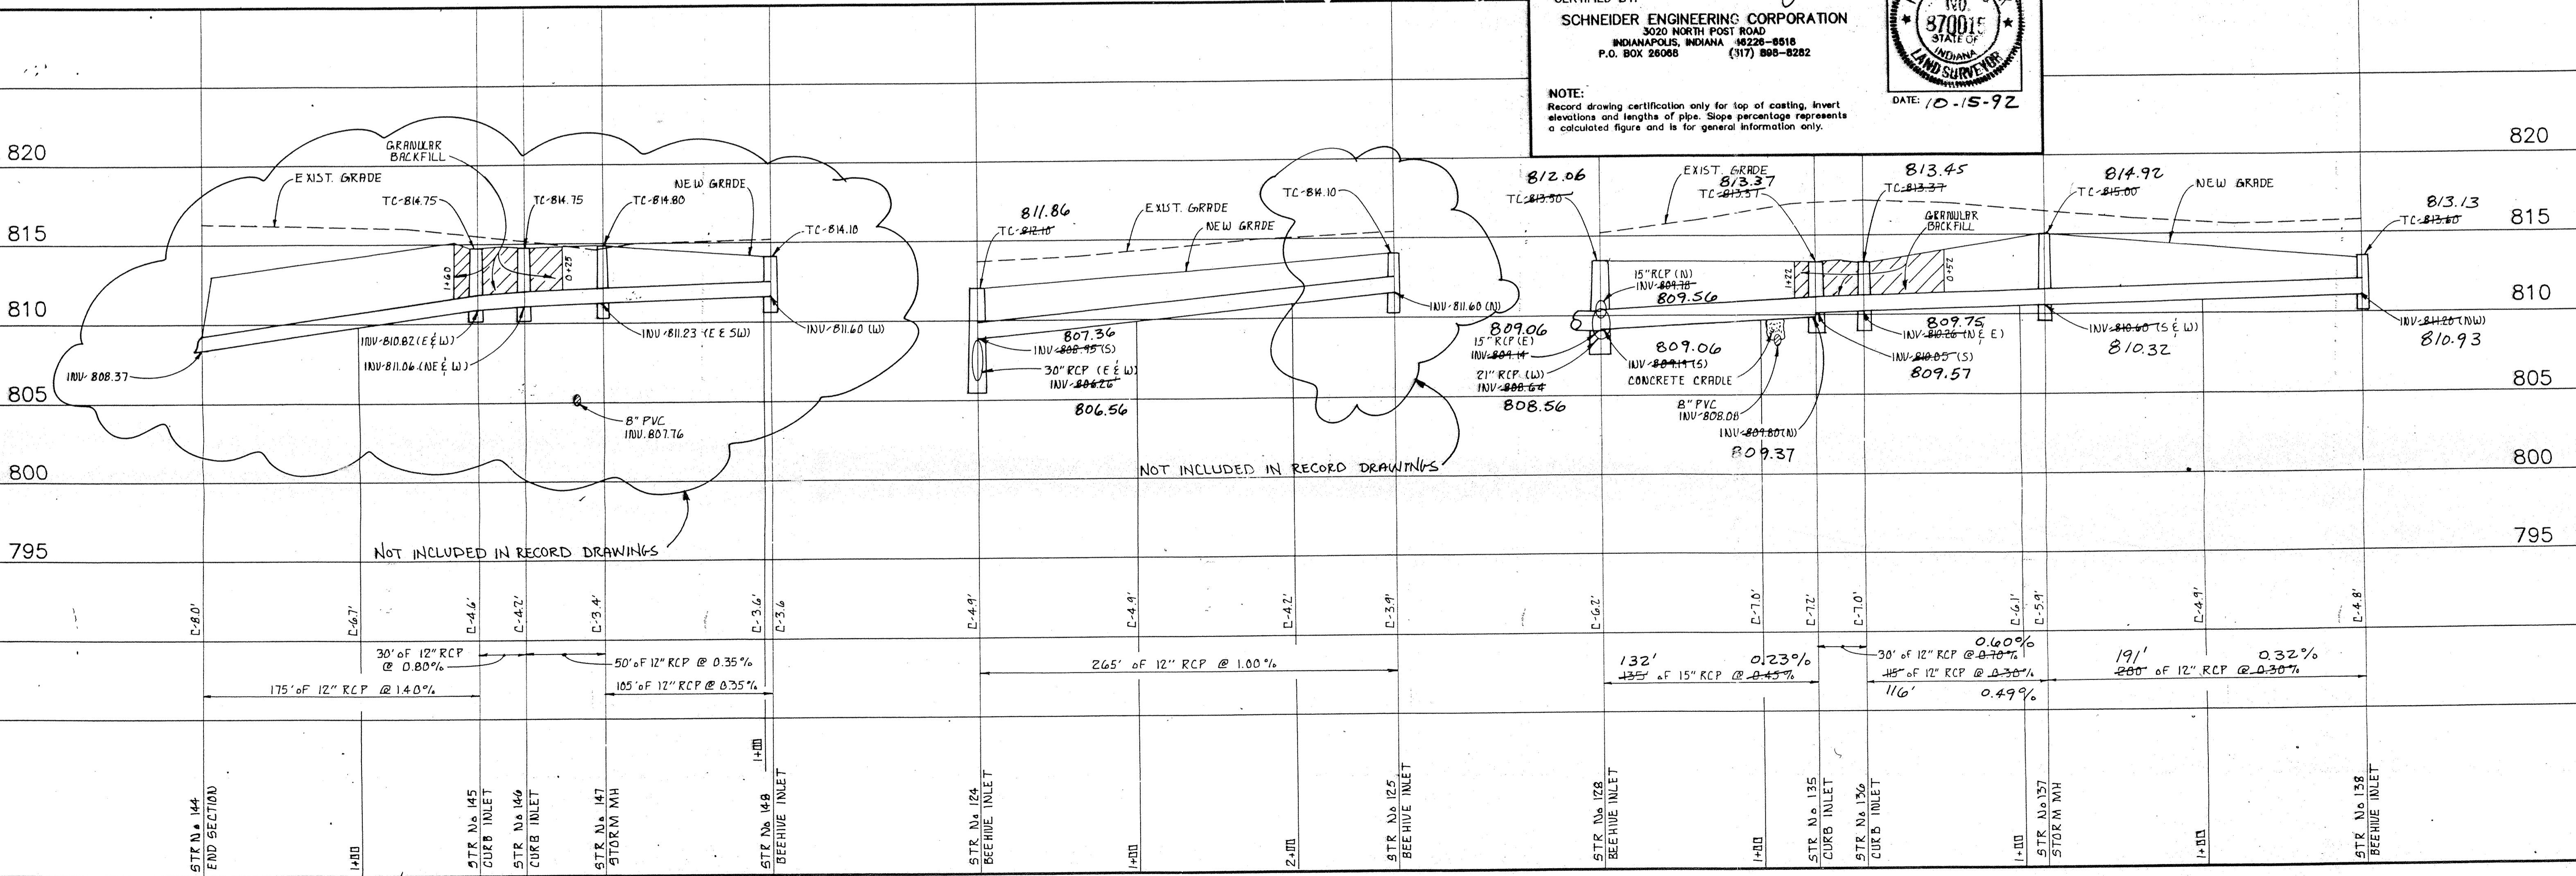 SCHNEIDER ENGINEERING CORPORATION
3020 NORTH POST ROAD
INDIANAPOLIS, INDIANA 46226-6516
P.O. BOX 26068 (317) 898-8282
NO.
870015
STATE OF
INDIANA
LAND SURVEYOR
NOTE:
Record drawing certification only for top of casting, invert
elevations and lengths of pipe. Slope percentage represents
a calculated figure and is for general information only.
DATE: 10-15-92
820
815
810
805
800
795
820
815
810
805
800
795
GRANULAR
BACKFILL
EXIST. GRADE
NEW GRADE
TC-814.75
TC-814.75
TC-814.80
TC-814.10
1+60
0+25
INV-808.37
INV-810.82 (E & W)
INV-811.06 (NE & W)
INV-811.23 (E & SW)
INV-811.60 (W)
8" PVC
INV. 807.76
NOT INCLUDED IN RECORD DRAWINGS
811.86
TC-812.10
EXIST. GRADE
NEW GRADE
TC-814.10
INV-811.60 (N)
807.36
INV-808.95 (S)
30" RCP (E & W)
INV-806.26
806.56
NOT INCLUDED IN RECORD DRAWINGS
812.06
TC-813.50
EXIST. GRADE
813.37
TC-813.37
813.45
TC-813.37
814.92
TC-815.00
NEW GRADE
813.13
TC-813.60
GRANULAR
BACKFILL
1+22
0+52
15" RCP (N)
INV-809.78
809.56
809.06
15" RCP (E)
INV-809.14
21" RCP (W)
INV-808.64
808.56
809.06
INV-809.14 (S)
CONCRETE CRADLE
8" PVC
INV-808.08
INV-809.80 (N)
809.37
809.75
INV-810.26 (N & E)
INV-810.05 (S)
809.57
INV-810.60 (S & W)
810.32
INV-811.20 (NW)
810.93
C-8.0'
C-6.7'
C-4.6'
C-4.2'
C-3.4'
C-3.6'
C-3.6
C-4.9'
C-4.9'
C-4.2'
C-3.9'
C-6.2'
C-7.0'
C-7.2'
C-7.0'
C-6.1'
C-5.9'
C-4.9'
C-4.8'
30' OF 12" RCP
@ 0.80%
50' OF 12" RCP @ 0.35%
175' OF 12" RCP @ 1.40%
105' OF 12" RCP @ 0.35%
265' OF 12" RCP @ 1.00%
132' 0.23%
135' OF 15" RCP @ 0.45%
0.60%
30' OF 12" RCP @ 0.70%
115' OF 12" RCP @ 0.30%
116' 0.49%
191' 0.32%
200' OF 12" RCP @ 0.30%
STR No 144
END SECTION
1+00
STR No 145
CURB INLET
STR No 146
CURB INLET
STR No 147
STORM MH
1+00
STR No 148
BEEHIVE INLET
STR No 124
BEEHIVE INLET
1+00
2+00
STR No 125
BEEHIVE INLET
STR No 128
BEEHIVE INLET
1+00
STR No 135
CURB INLET
STR No 136
CURB INLET
1+00
STR No 137
STORM MH
1+00
STR No 138
BEEHIVE INLET